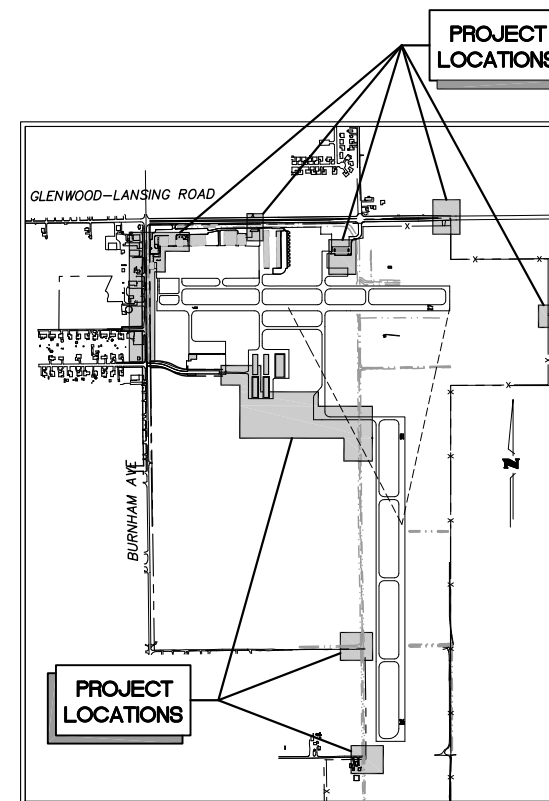 PROJECT
LOCATIONS
GLENWOOD-LANSING ROAD
BURNHAM AVE
N
PROJECT
LOCATIONS